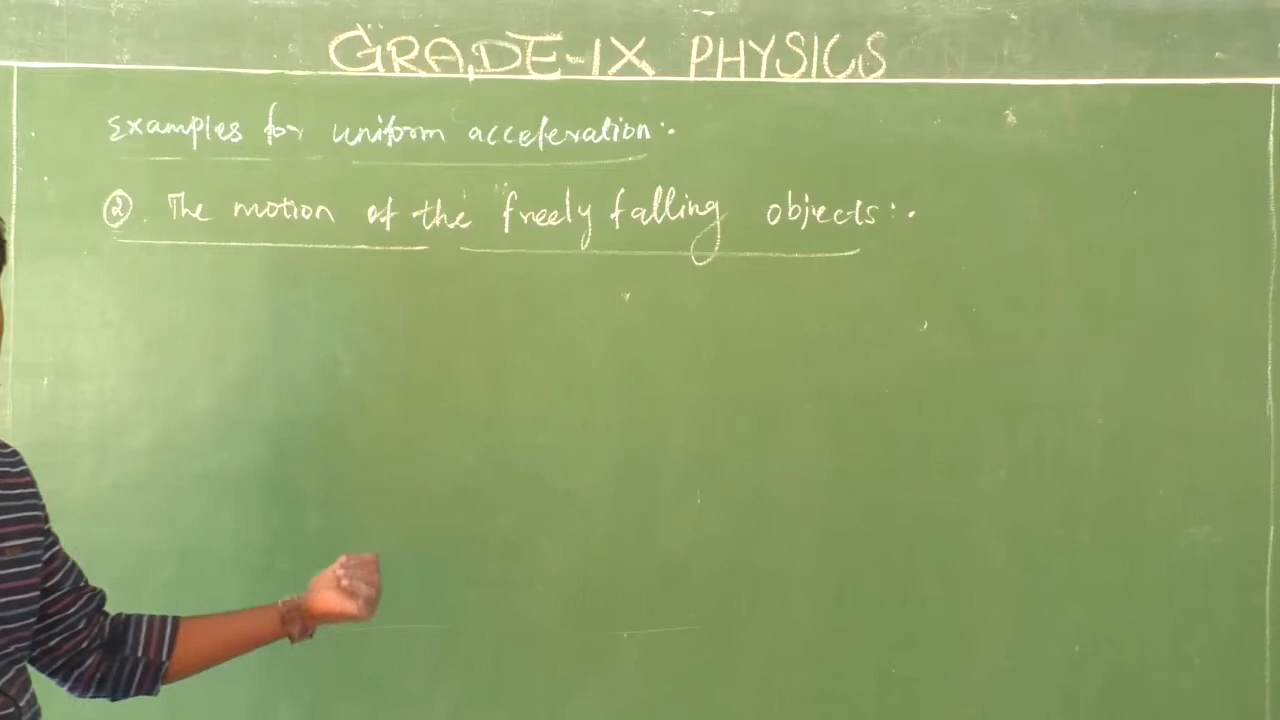 GRADE-IX PHYSICS
Examples for uniform acceleration:.
②. The motion of the freely falling objects:.